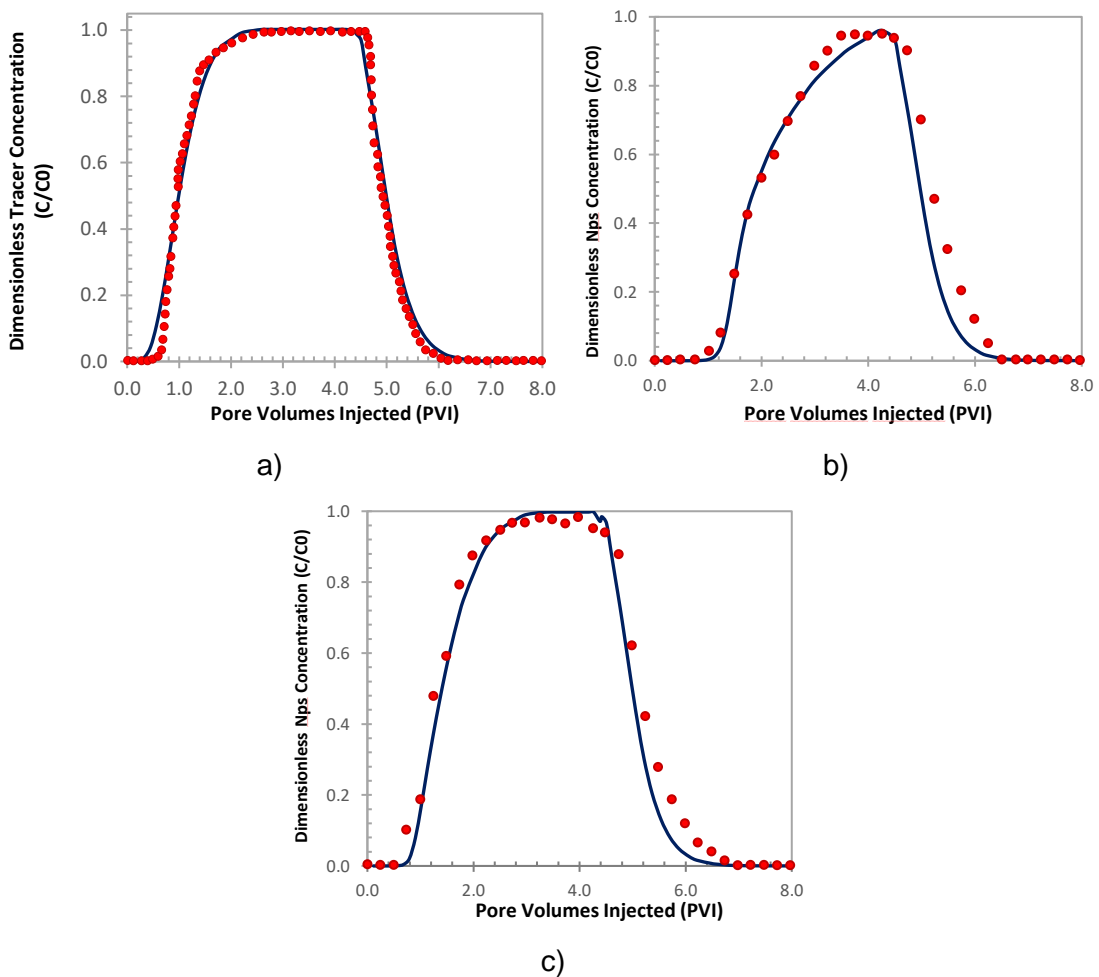 Dimensionless Tracer Concentration
(C/C0)
1.0
0.8
0.6
0.4
0.2
0.0
0.0 1.0 2.0 3.0 4.0 5.0 6.0 7.0 8.0
Pore Volumes Injected (PVI)
a)
Dimensionless Nps Concentration (C/C0)
1.0
0.8
0.6
0.4
0.2
0.0
0.0 2.0 4.0 6.0 8.0
Pore Volumes Injected (PVI)
b)
Dimensionless Nps Concentration (C/C0)
1.0
0.8
0.6
0.4
0.2
0.0
0.0 2.0 4.0 6.0 8.0
Pore Volumes Injected (PVI)
c)